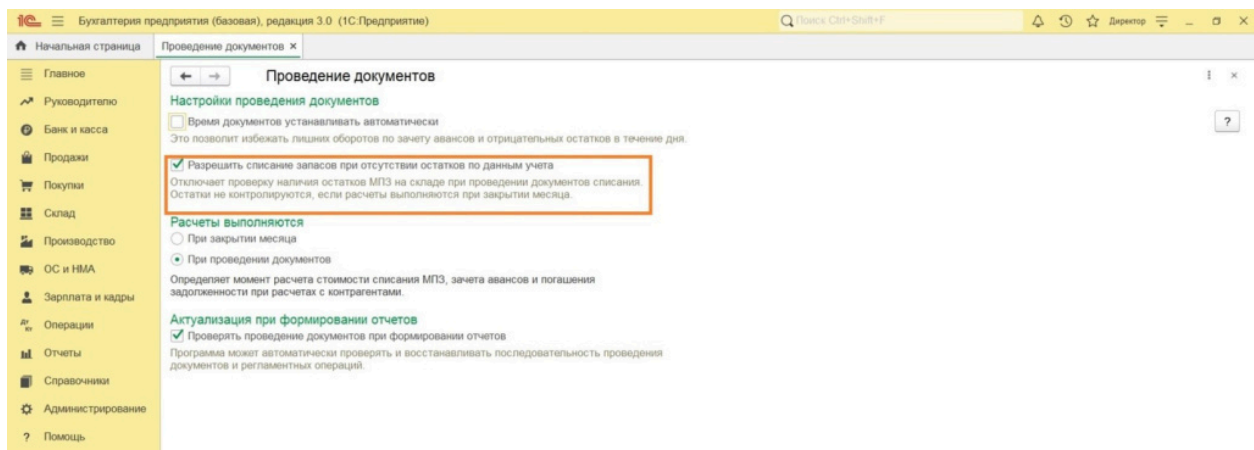 1С Бухгалтерия предприятия (базовая), редакция 3.0 (1С:Предприятие) Поиск Ctrl+Shift+F Директор
Начальная страница Проведение документов ×
Главное
Руководителю
Банк и касса
Продажи
Покупки
Склад
Производство
ОС и НМА
Зарплата и кадры
Операции
Отчеты
Справочники
Администрирование
? Помощь
Проведение документов
Настройки проведения документов
Время документов устанавливать автоматически
?
Это позволит избежать лишних оборотов по зачету авансов и отрицательных остатков в течение дня.
Разрешить списание запасов при отсутствии остатков по данным учета
Отключает проверку наличия остатков МПЗ на складе при проведении документов списания.
Остатки не контролируются, если расчеты выполняются при закрытии месяца.
Расчеты выполняются
При закрытии месяца
При проведении документов
Определяет момент расчета стоимости списания МПЗ, зачета авансов и погашения
задолженности при расчетах с контрагентами.
Актуализация при формировании отчетов
Проверять проведение документов при формировании отчетов
Программа может автоматически проверять и восстанавливать последовательность проведения
документов и регламентных операций.